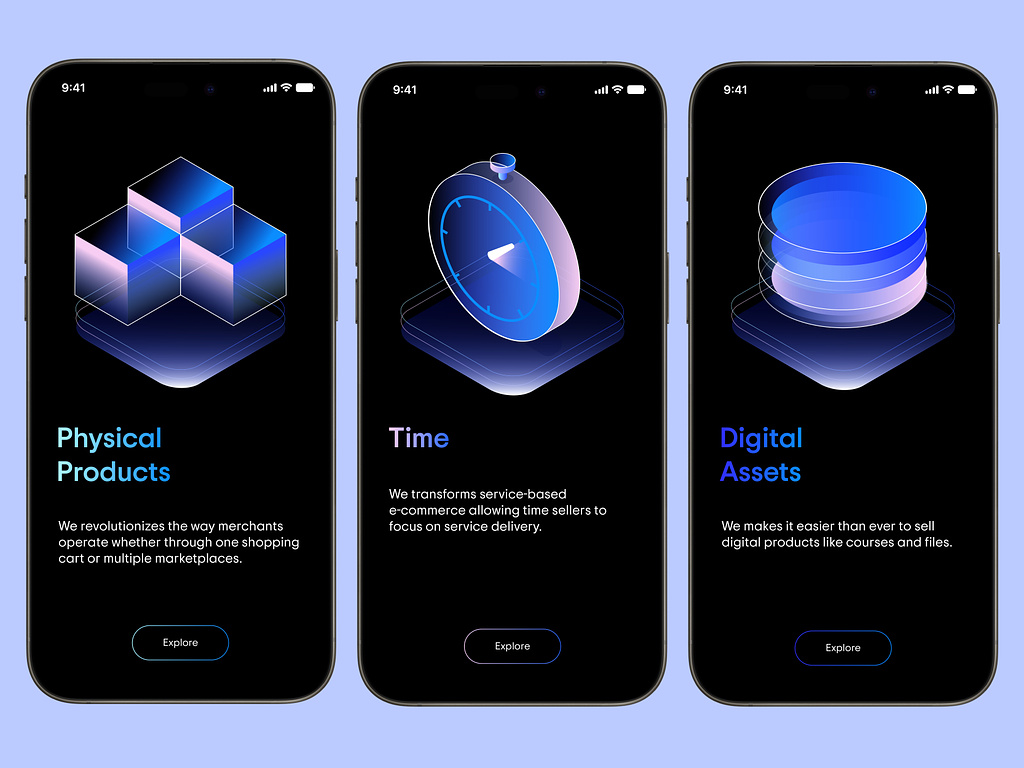 9:41
Physical
Products
We revolutionizes the way merchants
operate whether through one shopping
cart or multiple marketplaces.
Explore
9:41
Time
We transforms service-based
e-commerce allowing time sellers to
focus on service delivery.
Explore
9:41
Digital
Assets
We makes it easier than ever to sell
digital products like courses and files.
Explore